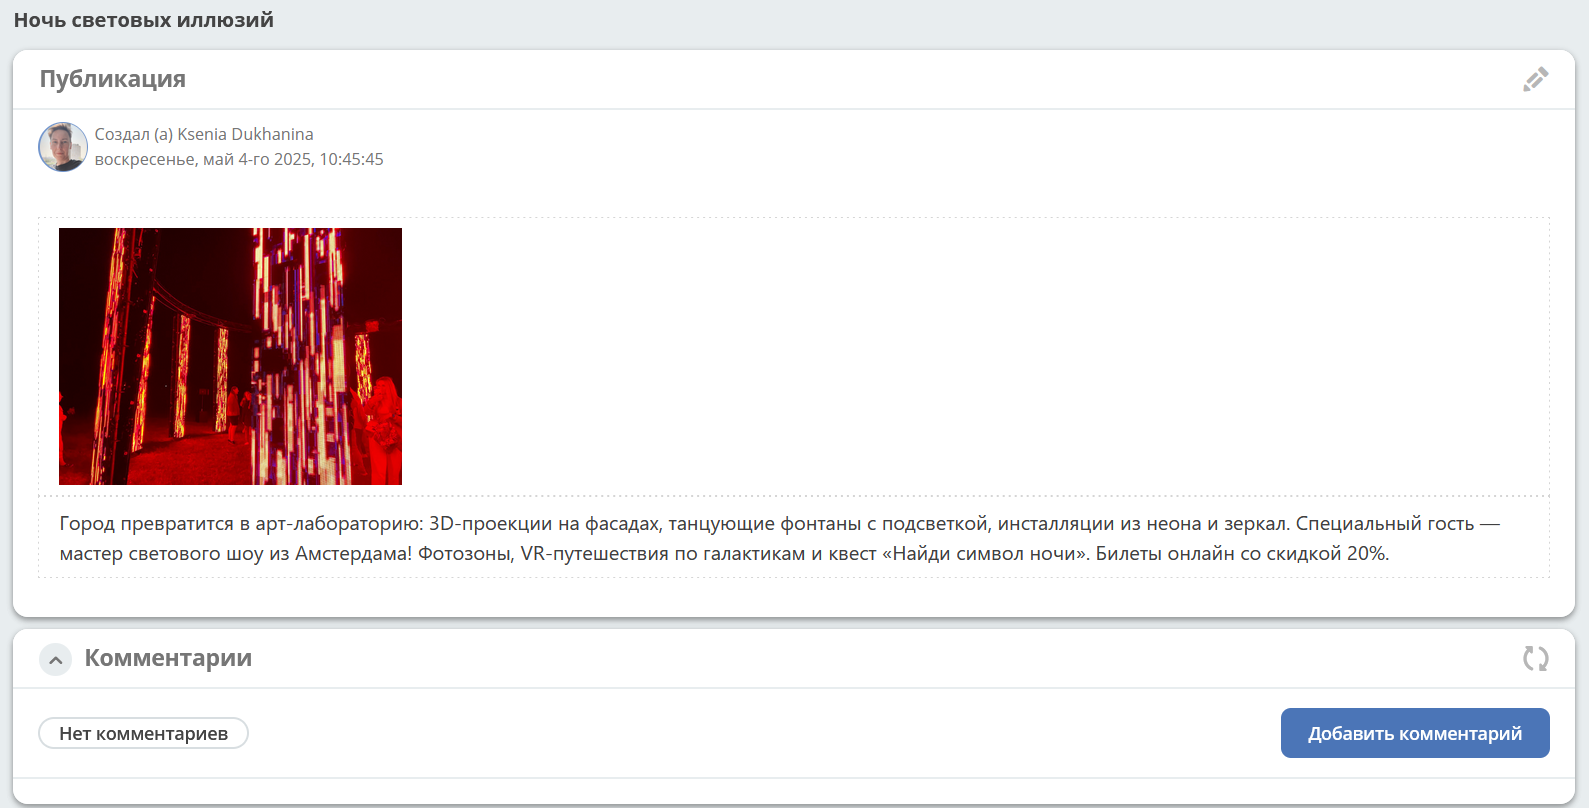 Ночь световых иллюзий
Публикация
Создал (а) Ksenia Dukhanina
воскресенье, май 4-го 2025, 10:45:45
Город превратится в арт-лабораторию: 3D-проекции на фасадах, танцующие фонтаны с подсветкой, инсталляции из неона и зеркал. Специальный гость —
мастер светового шоу из Амстердама! Фотозоны, VR-путешествия по галактикам и квест «Найди символ ночи». Билеты онлайн со скидкой 20%.
Комментарии
Нет комментариев
Добавить комментарий